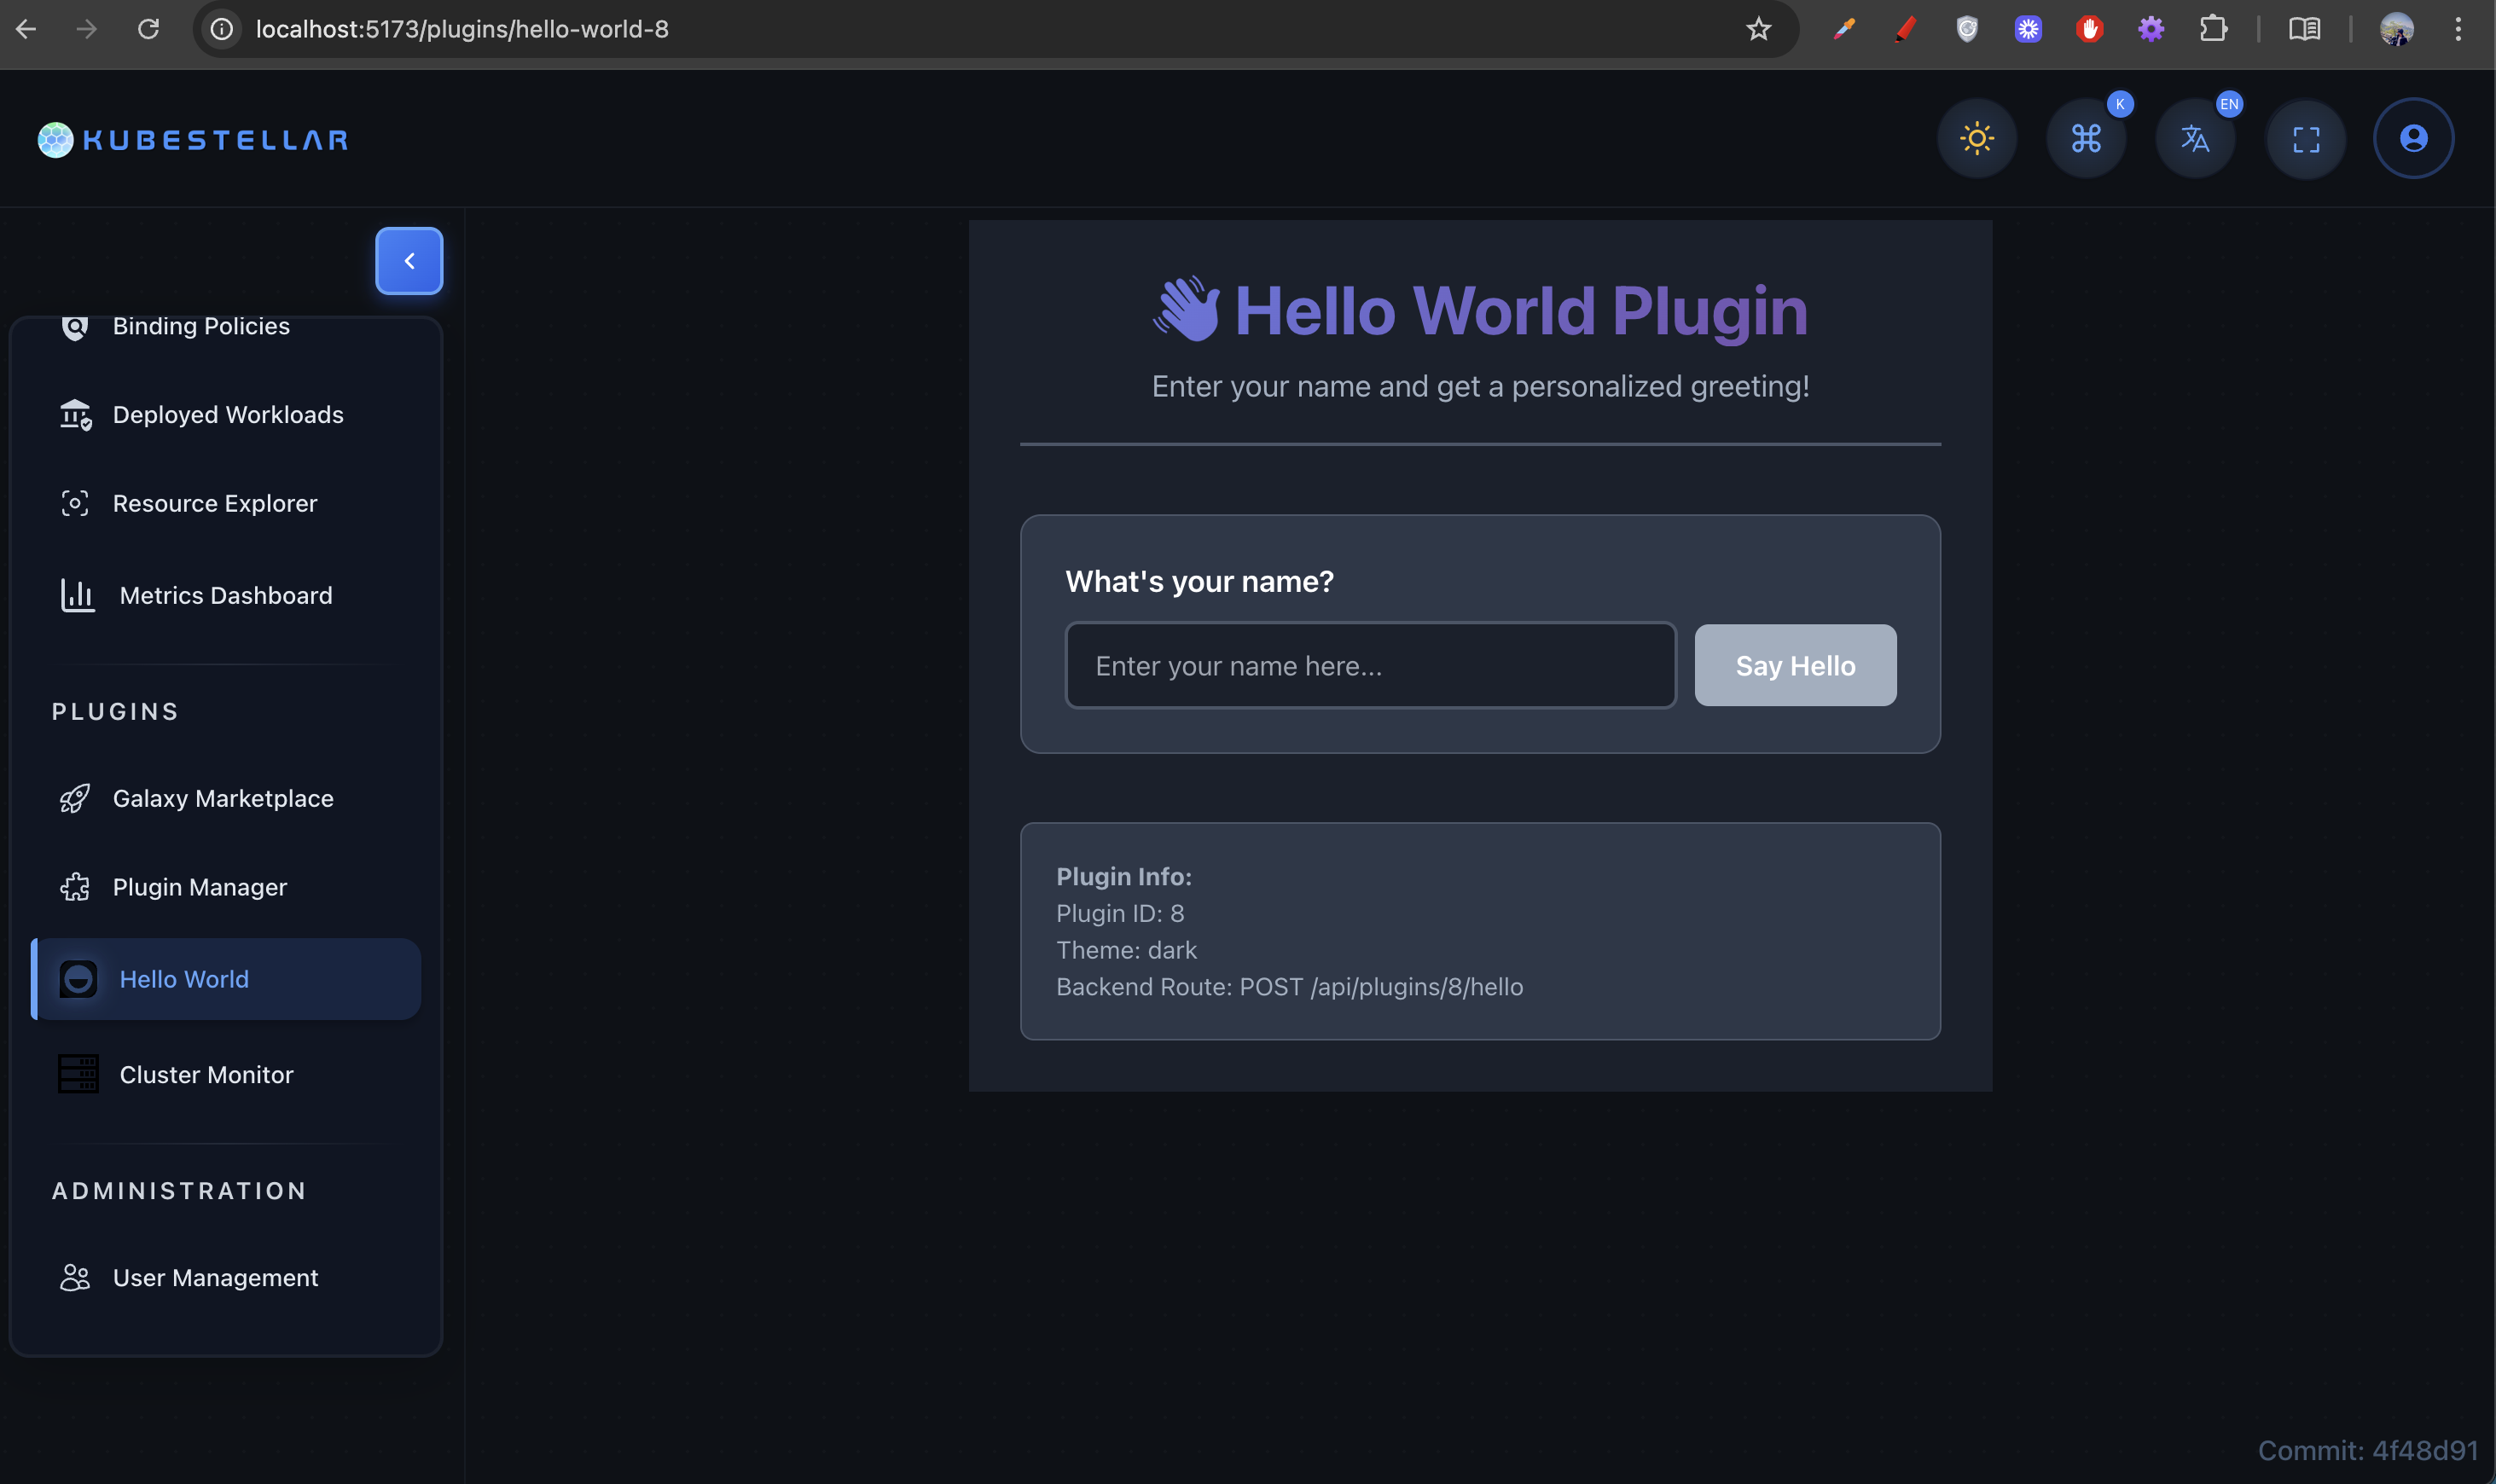 localhost:5173/plugins/hello-world-8
KUBESTELLAR
K
EN
Binding Policies
Deployed Workloads
Resource Explorer
Metrics Dashboard
PLUGINS
Galaxy Marketplace
Plugin Manager
Hello World
Cluster Monitor
ADMINISTRATION
User Management
👋 Hello World Plugin
Enter your name and get a personalized greeting!
What's your name?
Enter your name here...
Say Hello
Plugin Info:
Plugin ID: 8
Theme: dark
Backend Route: POST /api/plugins/8/hello
Commit: 4f48d91